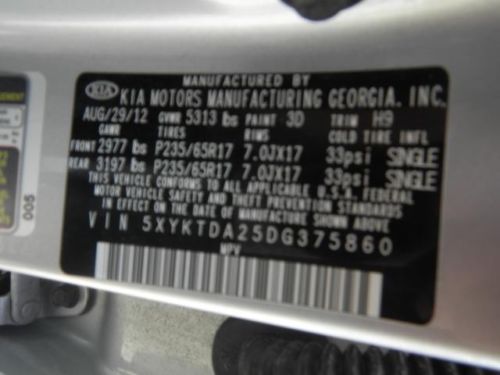 MANUFACTURED BY
KIA KIA MOTORS MANUFACTURING GEORGIA, INC.
AUG/29/12 GVWR 5313 lbs PAINT 3D TRIM H9
GAWR TIRES RIMS COLD TIRE INFL
FRONT 2977 lbs P235/65R17 7.0JX17 33psi SINGLE
REAR 3197 lbs P235/65R17 7.0JX17 33psi SINGLE
THIS VEHICLE CONFORMS TO ALL APPLICABLE U.S.A. FEDERAL
MOTOR VEHICLE SAFETY AND THEFT PREVENTION STANDARDS
IN EFFECT ON THE DATE OF MANUFACTURE SHOWN ABOVE
VIN 5XYKTDA25DG375860
MPV
005